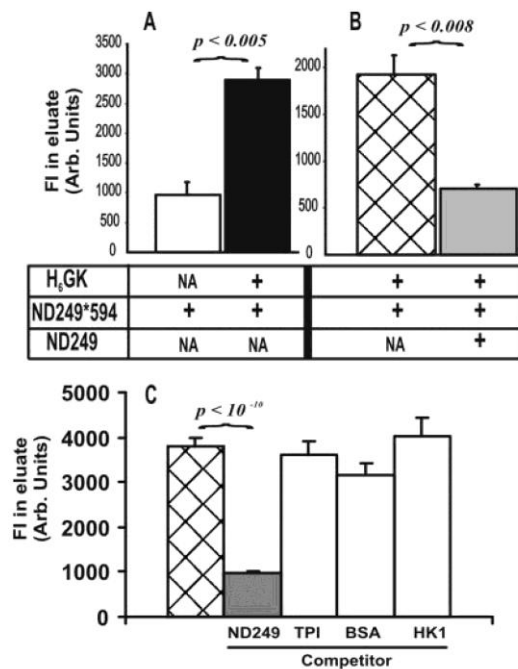 A
p < 0.005
B
p < 0.008
FI in eluate
(Arb. Units)
3500
3000
2500
2000
1500
1000
500
0
2000
1500
1000
500
0
H₆GK NA + + +
ND249*594 + + + +
ND249 NA NA NA +
C
p < 10⁻¹⁰
FI in eluate
(Arb. Units)
5000
4000
3000
2000
1000
0
ND249 TPI BSA HK1
Competitor